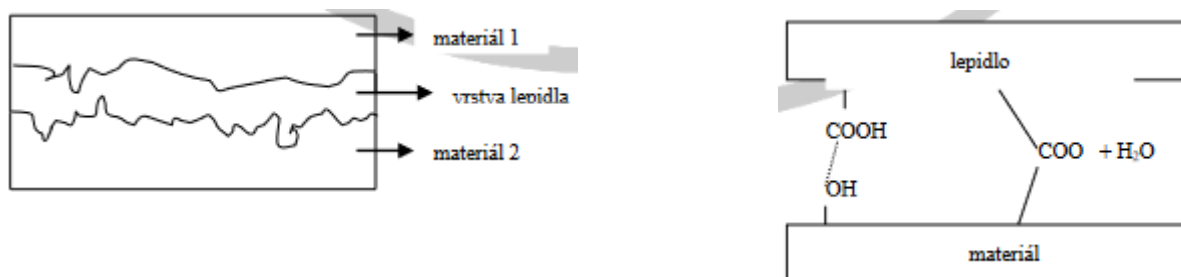 materiál 1
vrstva lepidla
materiál 2
lepidlo
COOH
OH
COO + H₂O
materiál